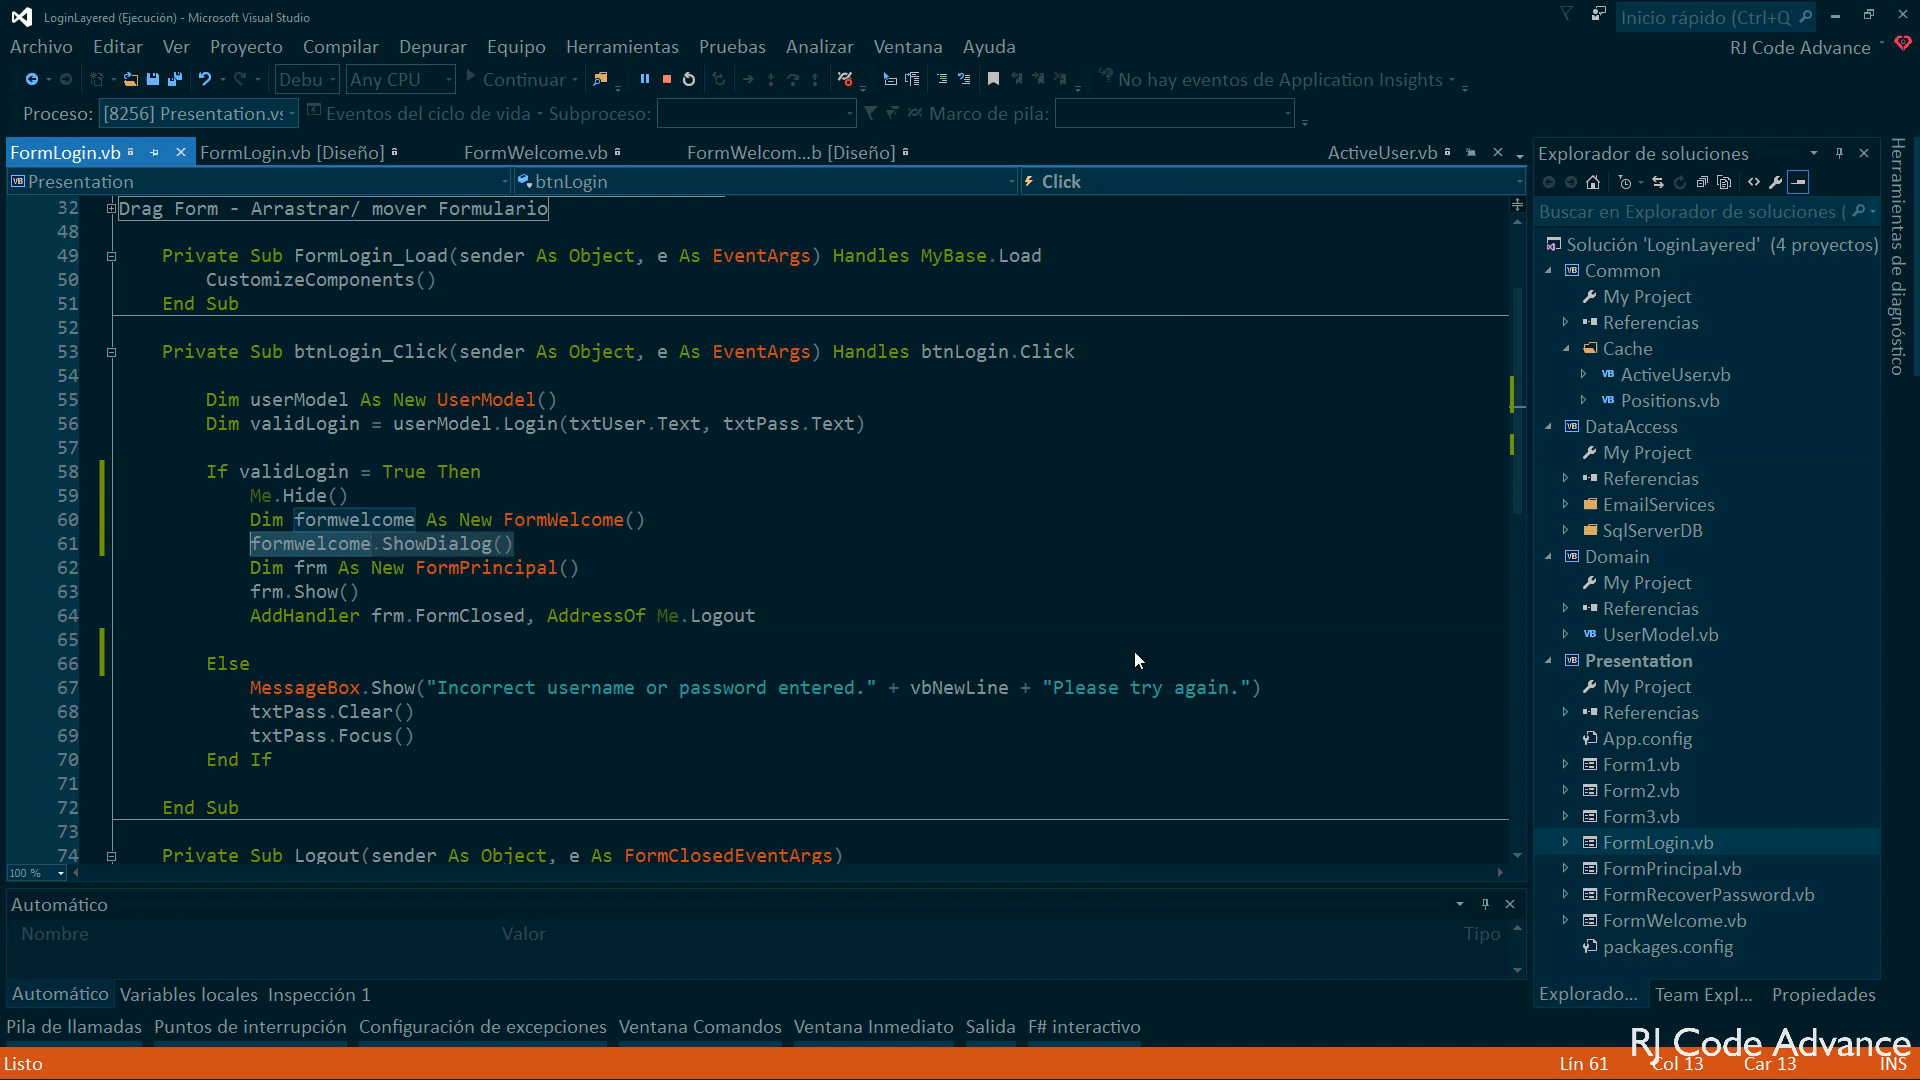 LoginLayered (Ejecución) - Microsoft Visual Studio
Inicio rápido (Ctrl+Q)
Archivo Editar Ver Proyecto Compilar Depurar Equipo Herramientas Pruebas Analizar Ventana Ayuda
RJ Code Advance
Debu Any CPU Continuar No hay eventos de Application Insights
Proceso: [8256] Presentation.vs Eventos del ciclo de vida Subproceso: Marco de pila:
FormLogin.vb FormLogin.vb [Diseño] FormWelcome.vb FormWelcom...b [Diseño] ActiveUser.vb
Presentation btnLogin Click
32 Drag Form - Arrastrar/ mover Formulario
48
49 Private Sub FormLogin_Load(sender As Object, e As EventArgs) Handles MyBase.Load
50 CustomizeComponents()
51 End Sub
52
53 Private Sub btnLogin_Click(sender As Object, e As EventArgs) Handles btnLogin.Click
54
55 Dim userModel As New UserModel()
56 Dim validLogin = userModel.Login(txtUser.Text, txtPass.Text)
57
58 If validLogin = True Then
59 Me.Hide()
60 Dim formwelcome As New FormWelcome()
61 formwelcome.ShowDialog()
62 Dim frm As New FormPrincipal()
63 frm.Show()
64 AddHandler frm.FormClosed, AddressOf Me.Logout
65
66 Else
67 MessageBox.Show("Incorrect username or password entered." + vbNewLine + "Please try again.")
68 txtPass.Clear()
69 txtPass.Focus()
70 End If
71
72 End Sub
73
74 Private Sub Logout(sender As Object, e As FormClosedEventArgs)
100 %
Automático
Nombre Valor Tipo
Automático Variables locales Inspección 1
Pila de llamadas Puntos de interrupción Configuración de excepciones Ventana Comandos Ventana Inmediato Salida F# interactivo
Explorador de soluciones
Buscar en Explorador de soluciones (
Solución 'LoginLayered' (4 proyectos)
Common
My Project
Referencias
Cache
ActiveUser.vb
Positions.vb
DataAccess
My Project
Referencias
EmailServices
SqlServerDB
Domain
My Project
Referencias
UserModel.vb
Presentation
My Project
Referencias
App.config
Form1.vb
Form2.vb
Form3.vb
FormLogin.vb
FormPrincipal.vb
FormRecoverPassword.vb
FormWelcome.vb
packages.config
Explorado... Team Expl... Propiedades
Herramientas de diagnóstico
RJ Code Advance
Listo Lín 61 Col 13 Car 13 INS